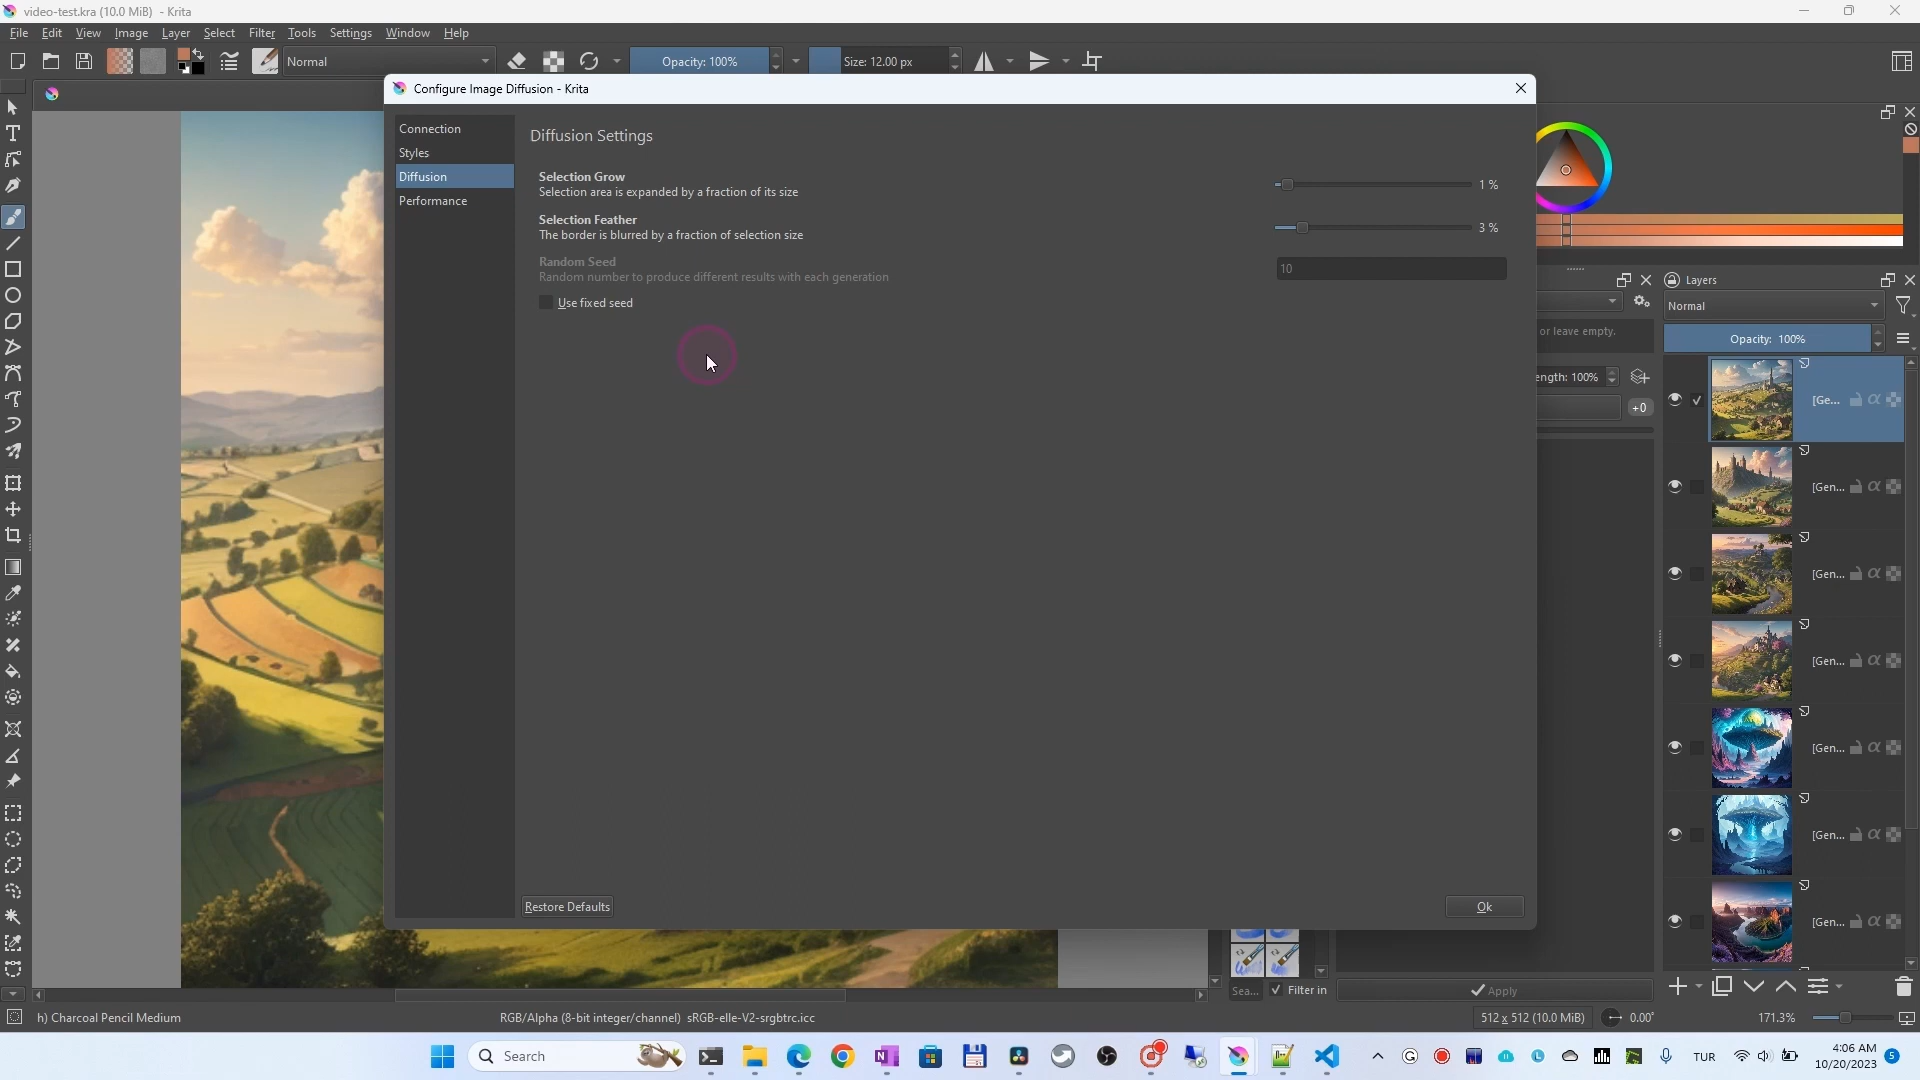 video-test.kra (10.0 MiB)  - Krita
File Edit View Image Layer Select Filter Tools Settings Window Help
Normal
Opacity: 100%
Size: 12.00 px
Configure Image Diffusion - Krita
Connection
Styles
Diffusion
Performance
Diffusion Settings
Selection Grow
Selection area is expanded by a fraction of its size
1 %
Selection Feather
The border is blurred by a fraction of selection size
3 %
Random Seed
Random number to produce different results with each generation
10
Use fixed seed
Restore Defaults
Ok
Layers
Normal
or leave empty.
Opacity: 100%
ength: 100%
+0
[Ge...
[Gen...
[Gen...
[Gen...
[Gen...
[Gen...
[Gen...
Sea...
Filter in
Apply
h) Charcoal Pencil Medium
RGB/Alpha (8-bit integer/channel) sRGB-elle-V2-srgbtrc.icc
512 x 512 (10.0 MiB)
0.00°
171.3%
Search
TUR
4:06 AM
10/20/2023
5